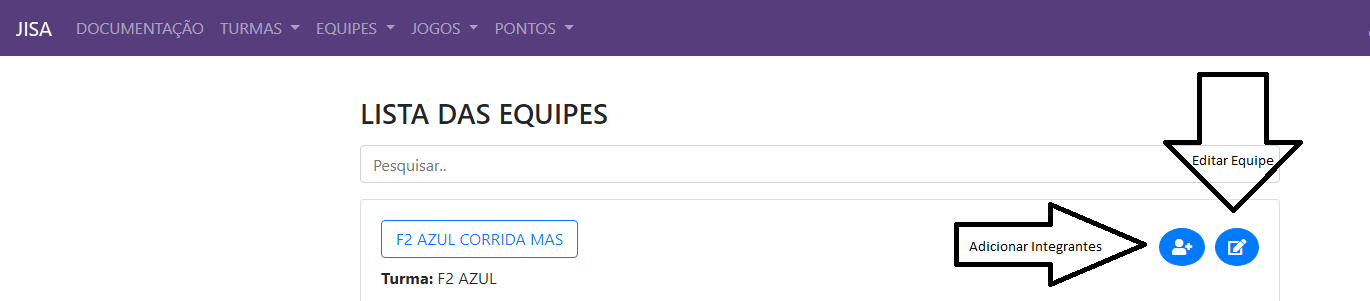 JISA DOCUMENTAÇÃO TURMAS EQUIPES JOGOS PONTOS
LISTA DAS EQUIPES
Pesquisar..
Editar Equipe
F2 AZUL CORRIDA MAS
Adicionar Integrantes
Turma: F2 AZUL